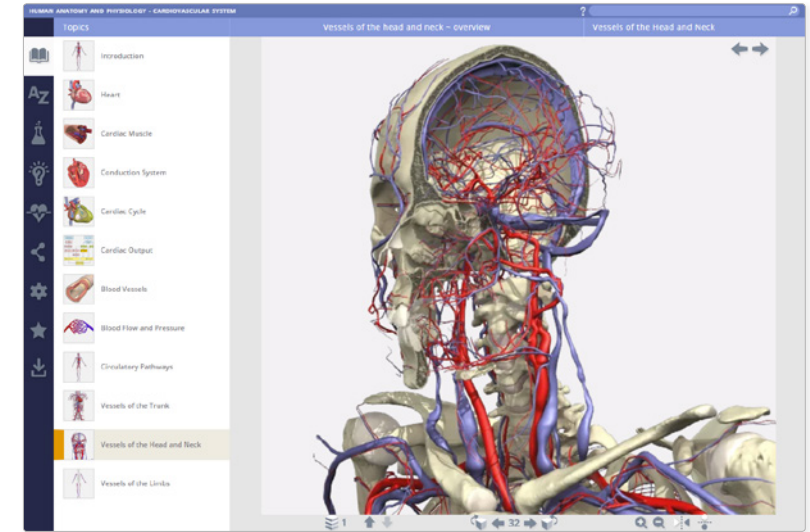 HUMAN ANATOMY AND PHYSIOLOGY - CARDIOVASCULAR SYSTEM
?
Topics
Vessels of the head and neck – overview
Vessels of the Head and Neck
Introduction
Heart
AZ
Cardiac Muscle
Conduction System
Cardiac Cycle
Cardiac Output
Blood Vessels
Blood Flow and Pressure
Circulatory Pathways
Vessels of the Trunk
Vessels of the Head and Neck
Vessels of the Limbs
1
32